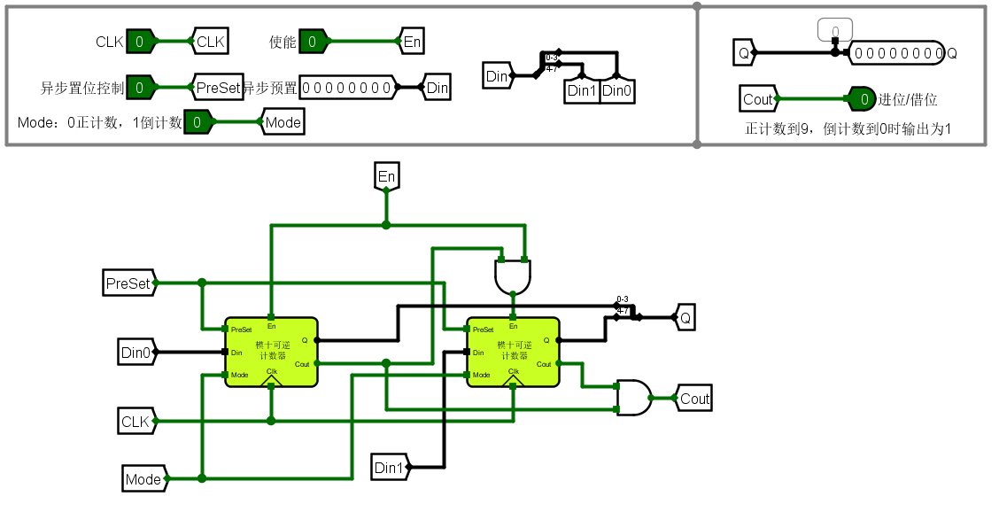 CLK 0 CLK
使能 0 En
异步置位控制 0 PreSet
异步预置 0 0 0 0 0 0 0 0 Din
Mode：0正计数，1倒计数 0 Mode
Din 0-3
4-7
Din1 Din0
0
Q 0 0 0 0 0 0 0 0 Q
Cout 0 进位/借位
正计数到9，倒计数到0时输出为1
En
PreSet
Din0
CLK
Mode
PreSet En
Din 模十可逆 Q
计数器
Mode Clk Cout
Din1
PreSet En
Din 模十可逆 Q
计数器
Mode Clk Cout
0-3
4-7
Q
Cout